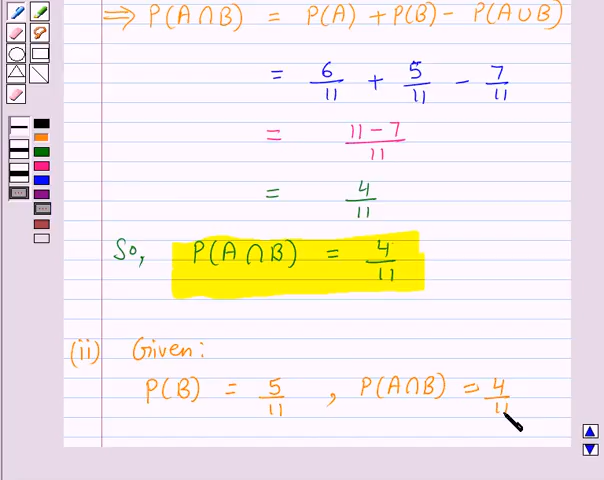 ⇒ P(A∩B) = P(A) + P(B) - P(A∪B)
= 6/11 + 5/11 - 7/11
= 11-7/11
= 4/11
So, P(A∩B) = 4/11
(ii) Given:
P(B) = 5/11 , P(A∩B) = 4/11